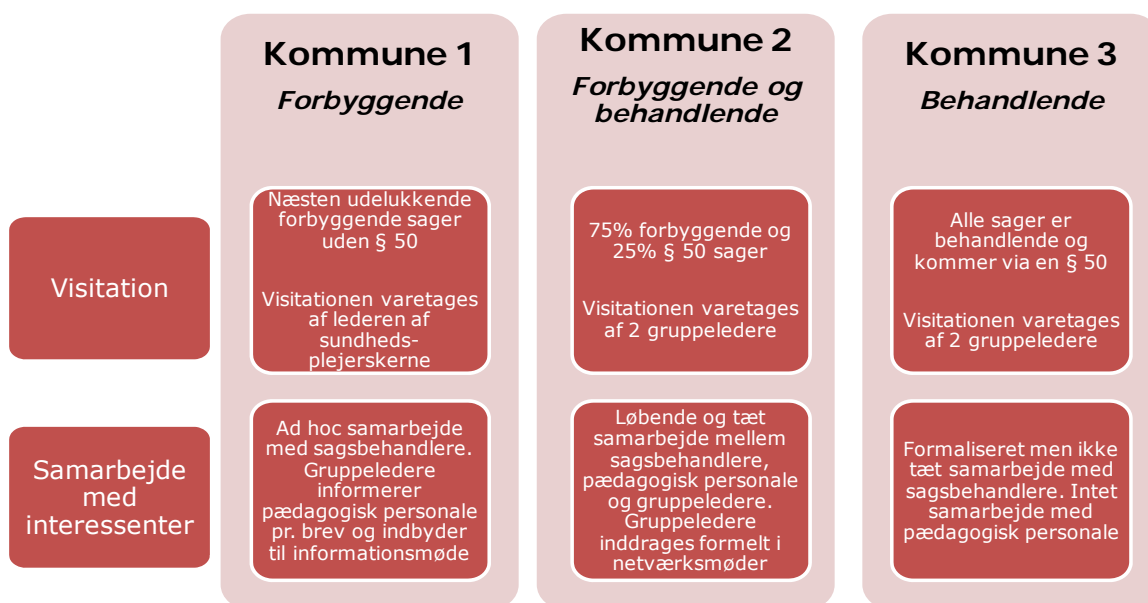 Kommune 1
Forbyggende
Kommune 2
Forbyggende og
behandlende
Kommune 3
Behandlende
Visitation
Næsten udelukkende
forbyggende sager
uden § 50
Visitationen varetages
af lederen af
sundheds-
plejerskerne
75% forbyggende og
25% § 50 sager
Visitationen varetages
af 2 gruppeledere
Alle sager er
behandlende og
kommer via en § 50
Visitationen varetages
af 2 gruppeledere
Samarbejde
med
interessenter
Ad hoc samarbejde
med sagsbehandlere.
Gruppeledere
informerer
pædagogisk personale
pr. brev og indbyder
til informationsmøde
Løbende og tæt
samarbejde mellem
sagsbehandlere,
pædagogisk personale
og gruppeledere.
Gruppeledere
inddrages formelt i
netværksmøder
Formaliseret men ikke
tæt samarbejde med
sagsbehandlere. Intet
samarbejde med
pædagogisk personale